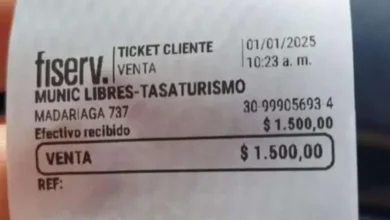 fiserv. TICKET CLIENTE 01/01/2025
VENTA 10:23 a. m.
MUNIC LIBRES-TASATURISMO
MADARIAGA 737 30-99905693-4
Efectivo recibido $ 1.500,00
VENTA $ 1.500,00
REF: